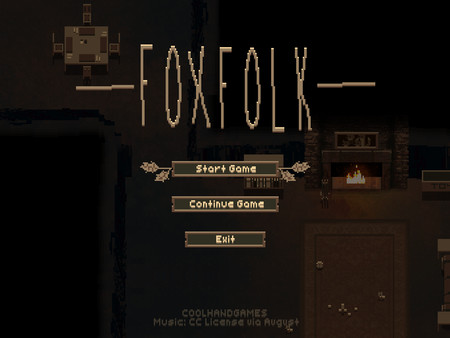 FOXFOLK
Start Game
Continue Game
Exit
COOLHANDGAMES
Music: CC License via August